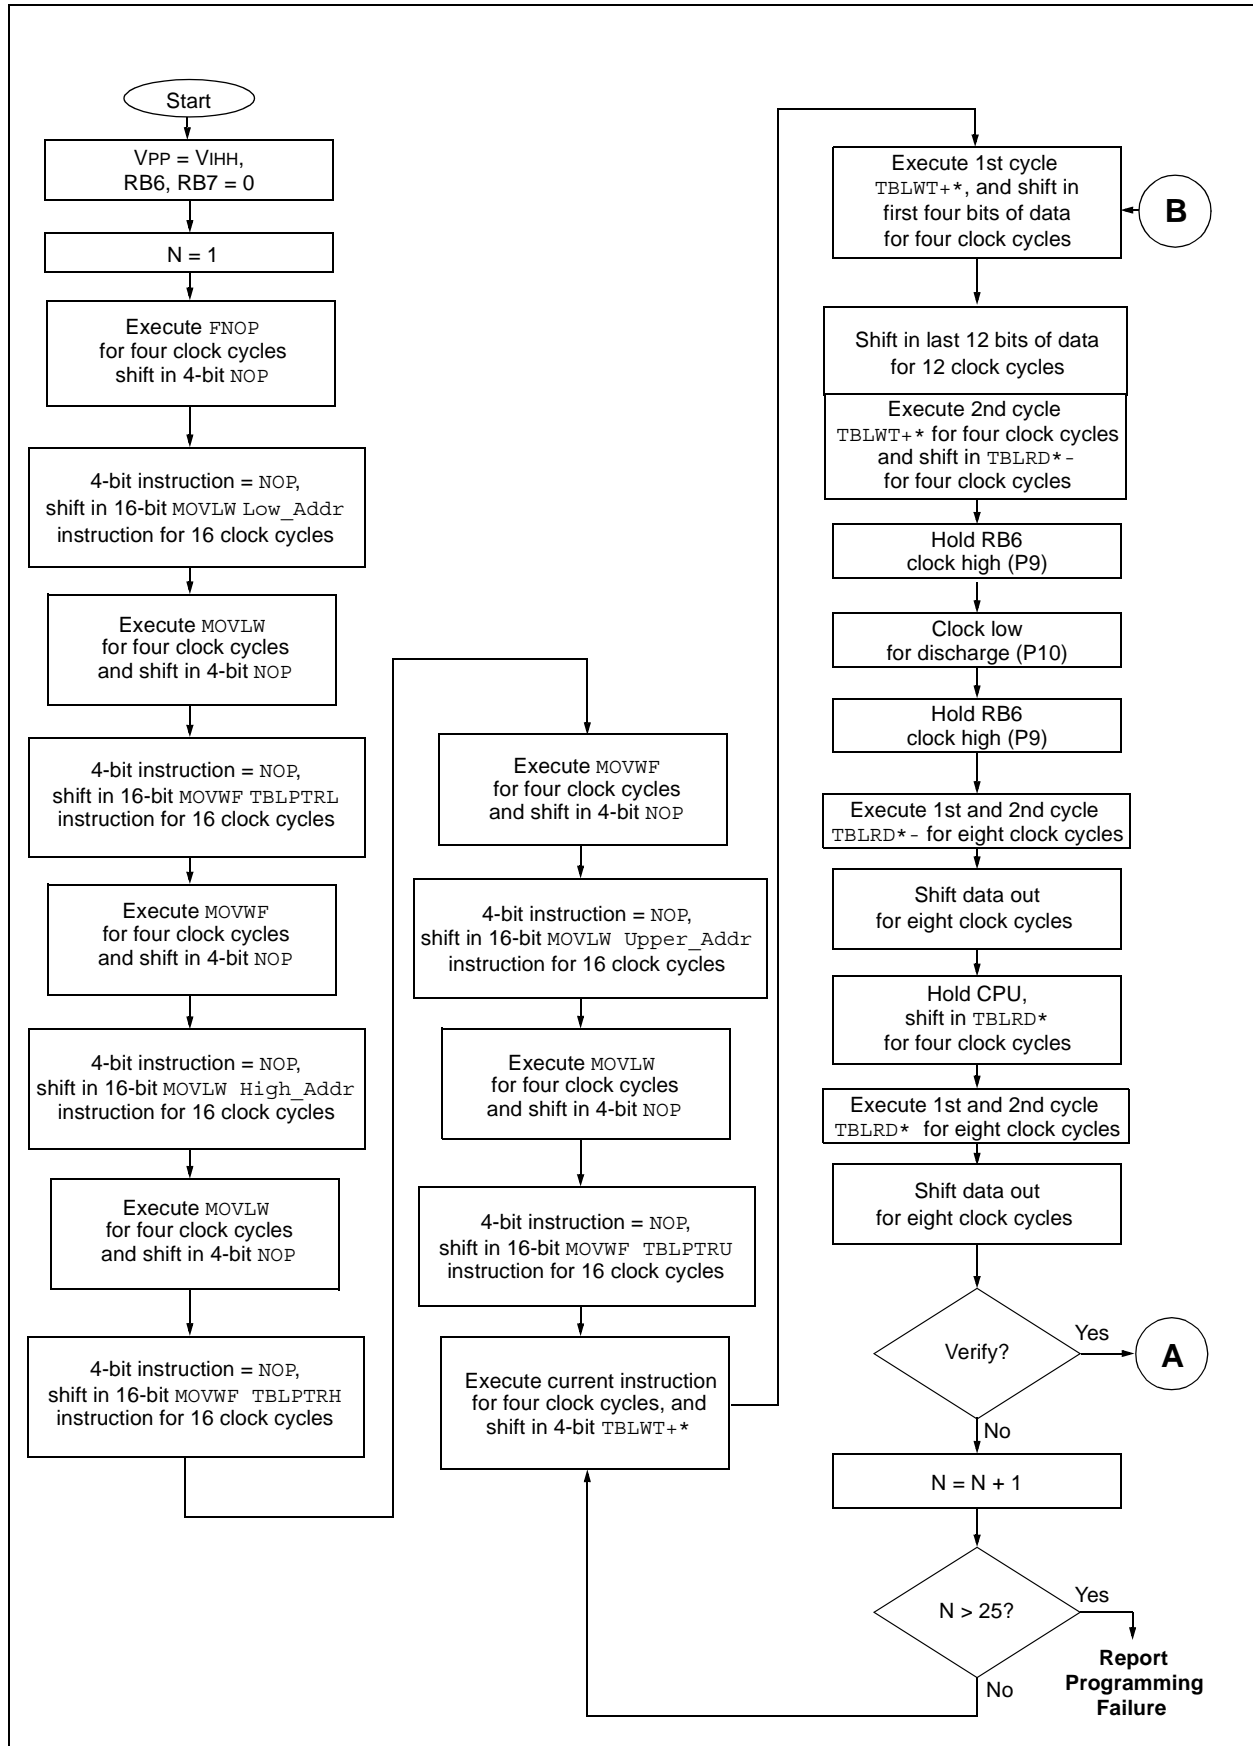 Start
VPP = VIHH,
RB6, RB7 = 0
N = 1
Execute FNOP
for four clock cycles
shift in 4-bit NOP
4-bit instruction = NOP,
shift in 16-bit MOVLW Low_Addr
instruction for 16 clock cycles
Execute MOVLW
for four clock cycles
and shift in 4-bit NOP
4-bit instruction = NOP,
shift in 16-bit MOVWF TBLPTRL
instruction for 16 clock cycles
Execute MOVWF
for four clock cycles
and shift in 4-bit NOP
4-bit instruction = NOP,
shift in 16-bit MOVLW High_Addr
instruction for 16 clock cycles
Execute MOVLW
for four clock cycles
and shift in 4-bit NOP
4-bit instruction = NOP,
shift in 16-bit MOVWF TBLPTRH
instruction for 16 clock cycles
Execute MOVWF
for four clock cycles
and shift in 4-bit NOP
4-bit instruction = NOP,
shift in 16-bit MOVLW Upper_Addr
instruction for 16 clock cycles
Execute MOVLW
for four clock cycles
and shift in 4-bit NOP
4-bit instruction = NOP,
shift in 16-bit MOVWF TBLPTRU
instruction for 16 clock cycles
Execute current instruction
for four clock cycles, and
shift in 4-bit TBLWT+*
Execute 1st cycle
TBLWT+*, and shift in
first four bits of data
for four clock cycles
B
Shift in last 12 bits of data
for 12 clock cycles
Execute 2nd cycle
TBLWT+* for four clock cycles
and shift in TBLRD*-
for four clock cycles
Hold RB6
clock high (P9)
Clock low
for discharge (P10)
Hold RB6
clock high (P9)
Execute 1st and 2nd cycle
TBLRD*- for eight clock cycles
Shift data out
for eight clock cycles
Hold CPU,
shift in TBLRD*
for four clock cycles
Execute 1st and 2nd cycle
TBLRD* for eight clock cycles
Shift data out
for eight clock cycles
Verify?
Yes
A
No
N = N + 1
N > 25?
Yes
Report
Programming
Failure
No